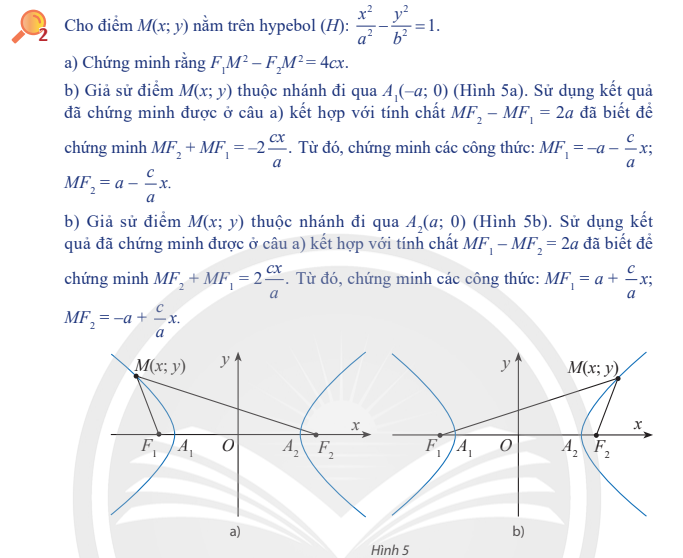 2 Cho điểm M(x; y) nằm trên hypebol (H): x²/a² − y²/b² = 1.
a) Chứng minh rằng F₁M² − F₂M² = 4cx.
b) Giả sử điểm M(x; y) thuộc nhánh đi qua A₁(−a; 0) (Hình 5a). Sử dụng kết quả
đã chứng minh được ở câu a) kết hợp với tính chất MF₂ − MF₁ = 2a đã biết để
chứng minh MF₂ + MF₁ = −2 cx/a. Từ đó, chứng minh các công thức: MF₁ = −a − c/a x;
MF₂ = a − c/a x.
b) Giả sử điểm M(x; y) thuộc nhánh đi qua A₂(a; 0) (Hình 5b). Sử dụng kết
quả đã chứng minh được ở câu a) kết hợp với tính chất MF₁ − MF₂ = 2a đã biết để
chứng minh MF₂ + MF₁ = 2 cx/a. Từ đó, chứng minh các công thức: MF₁ = a + c/a x;
MF₂ = −a + c/a x.
M(x; y) y x F₁ A₁ O A₂ F₂
a)
y M(x; y) x F₁ A₁ O A₂ F₂
b)
Hình 5